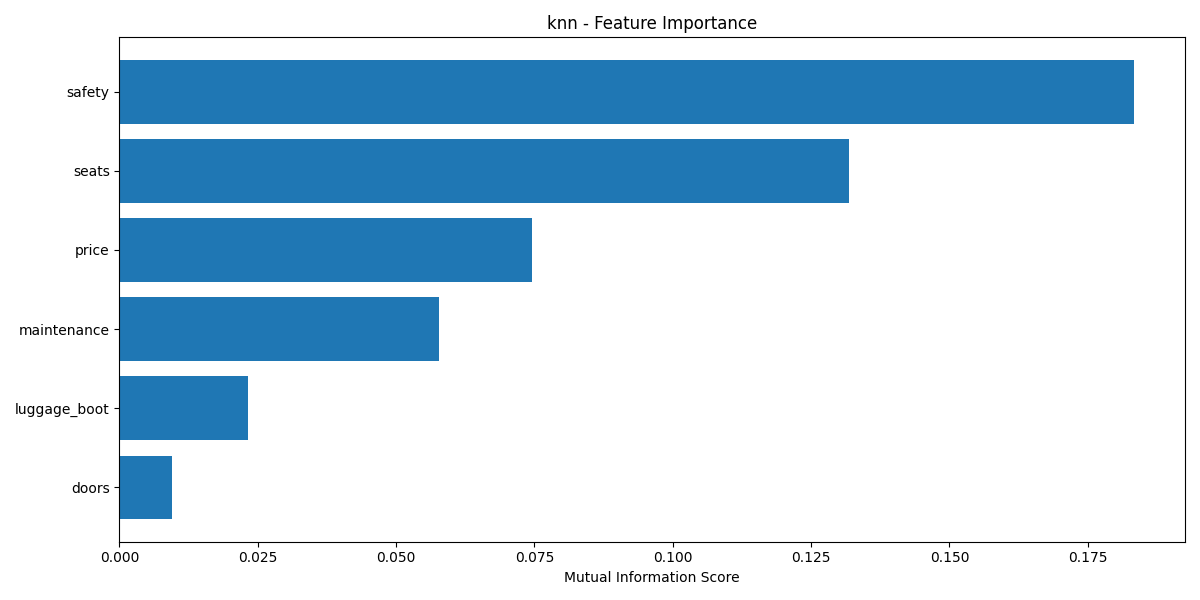 knn - Feature Importance
safety
seats
price
maintenance
luggage_boot
doors
0.000 0.025 0.050 0.075 0.100 0.125 0.150 0.175
Mutual Information Score